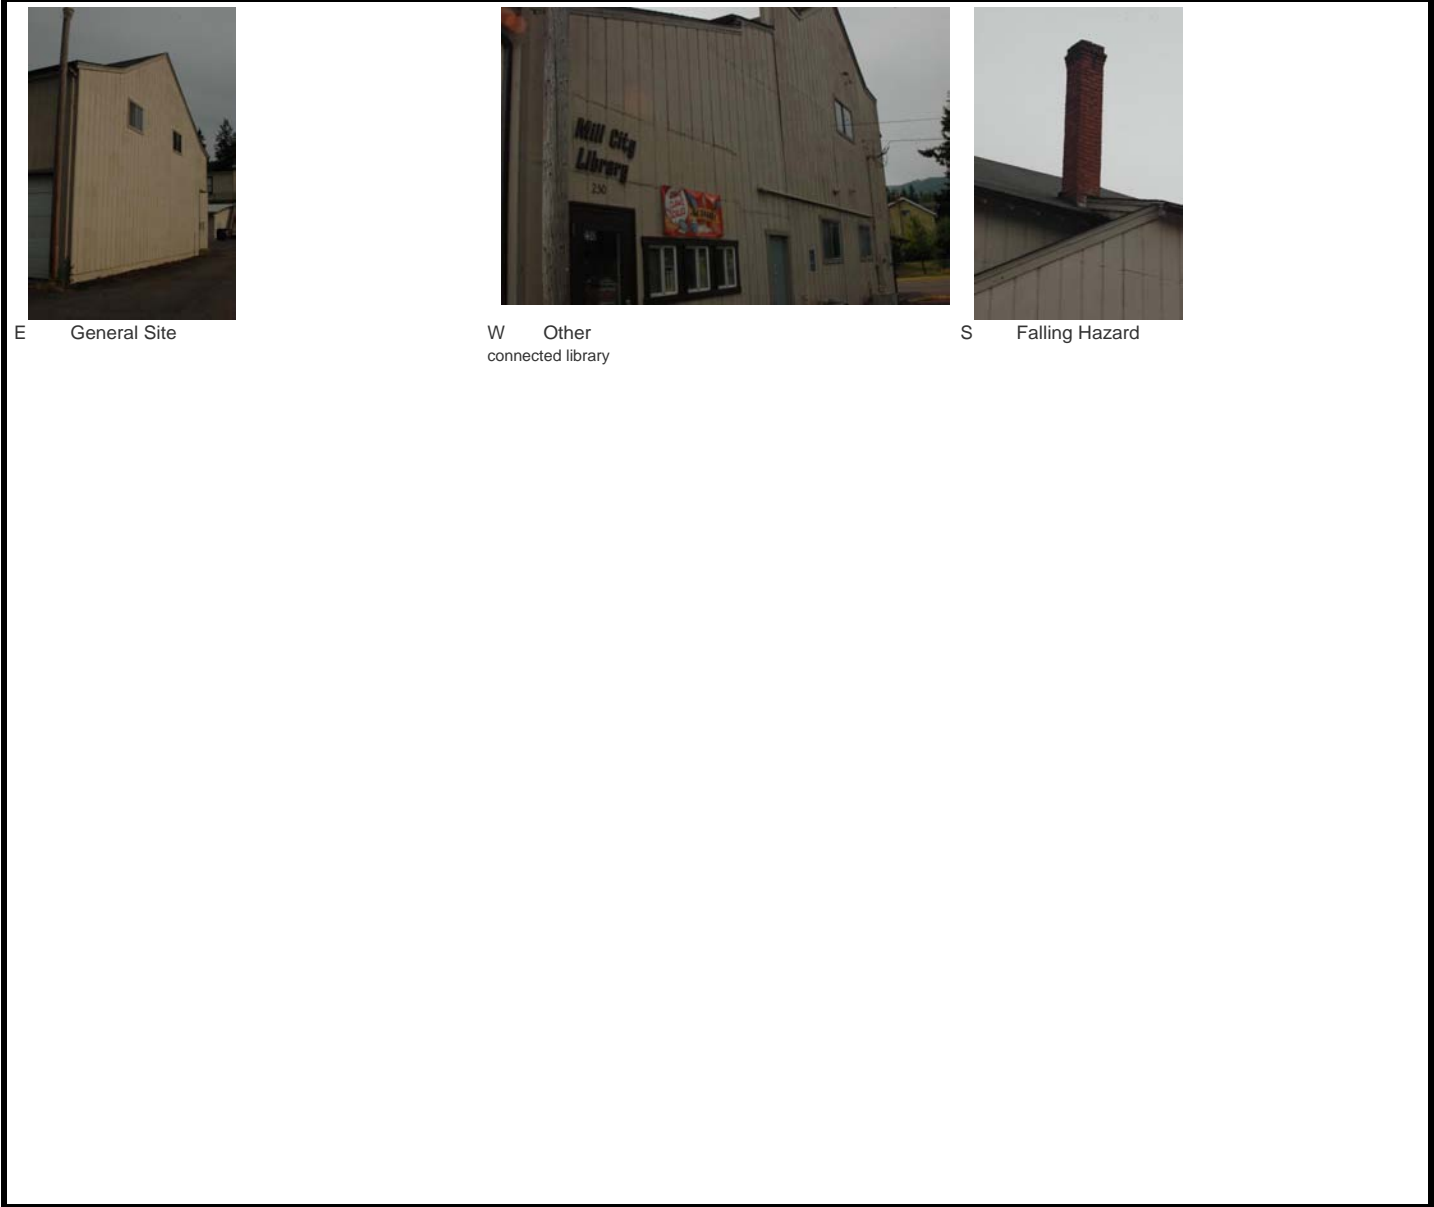 Mill City
Library
250
E General Site
W Other
connected library
S Falling Hazard